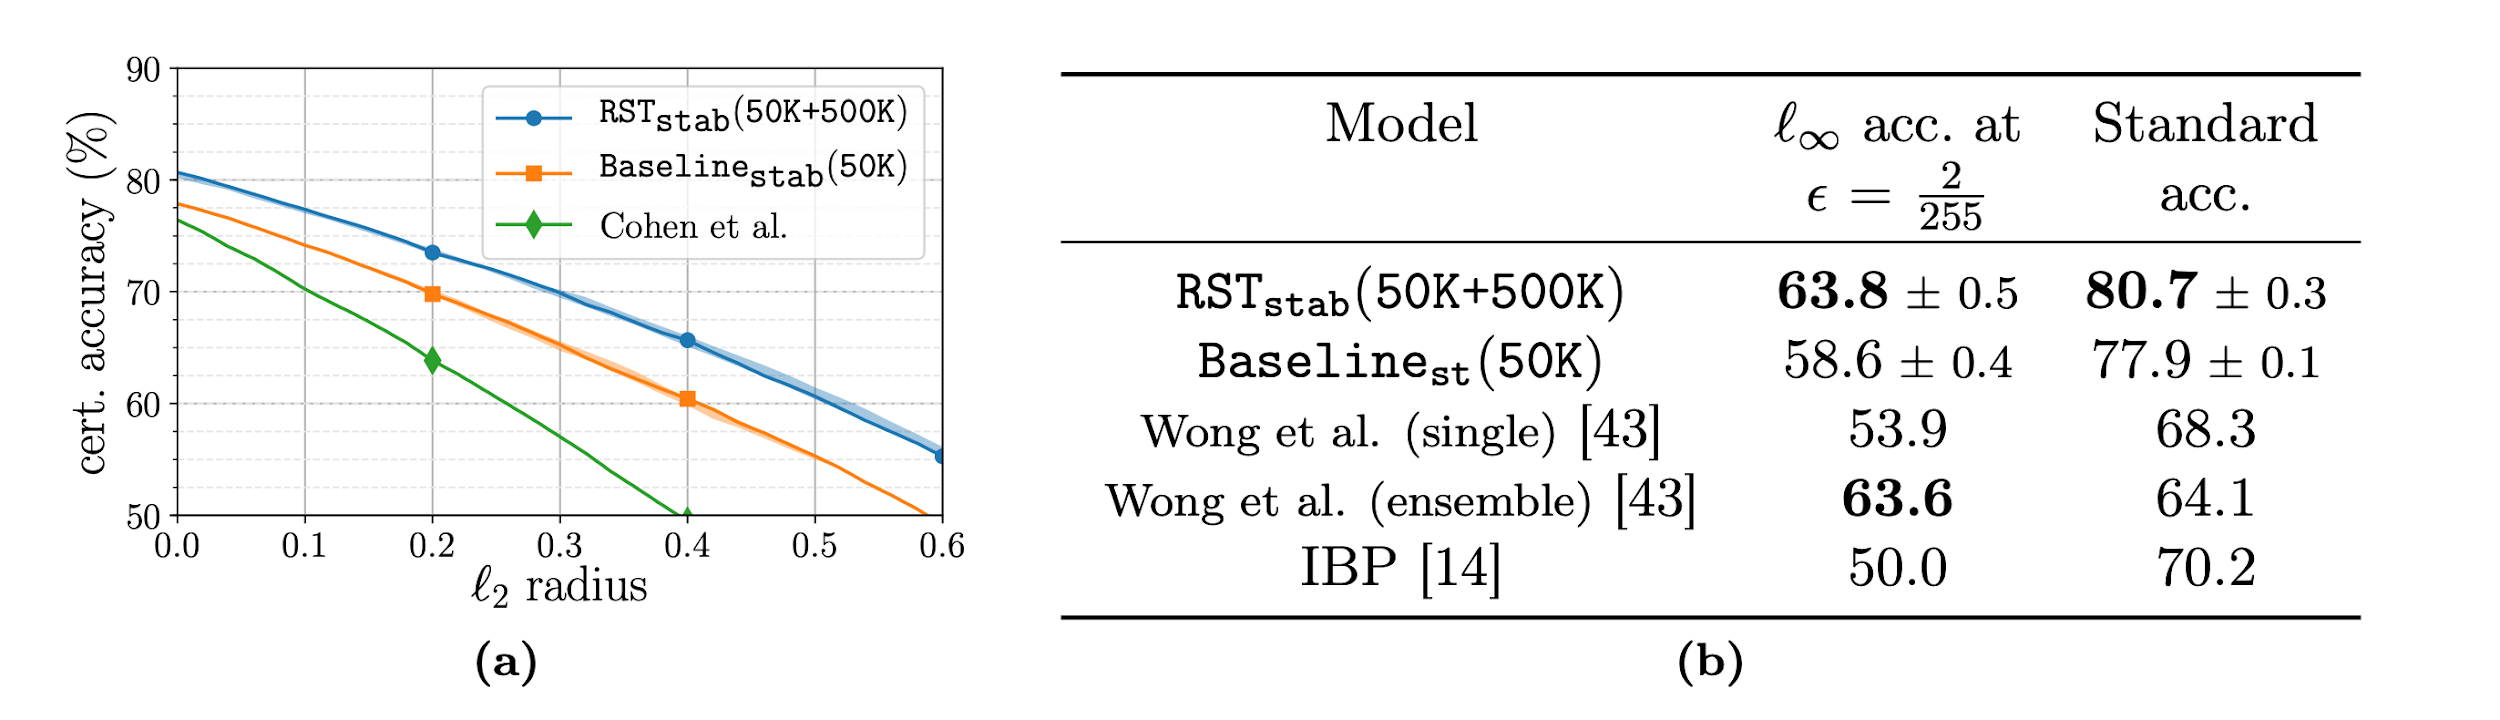 90
80
70
60
50
cert. accuracy (%)
RSTstab(50K+500K)
Baselinestab(50K)
Cohen et al.
0.0 0.1 0.2 0.3 0.4 0.5 0.6
ℓ2 radius
(a)
Model ℓ∞ acc. at Standard
ϵ = 2/255 acc.
RSTstab(50K+500K) 63.8 ± 0.5 80.7 ± 0.3
Baselinest(50K) 58.6 ± 0.4 77.9 ± 0.1
Wong et al. (single) [43] 53.9 68.3
Wong et al. (ensemble) [43] 63.6 64.1
IBP [14] 50.0 70.2
(b)